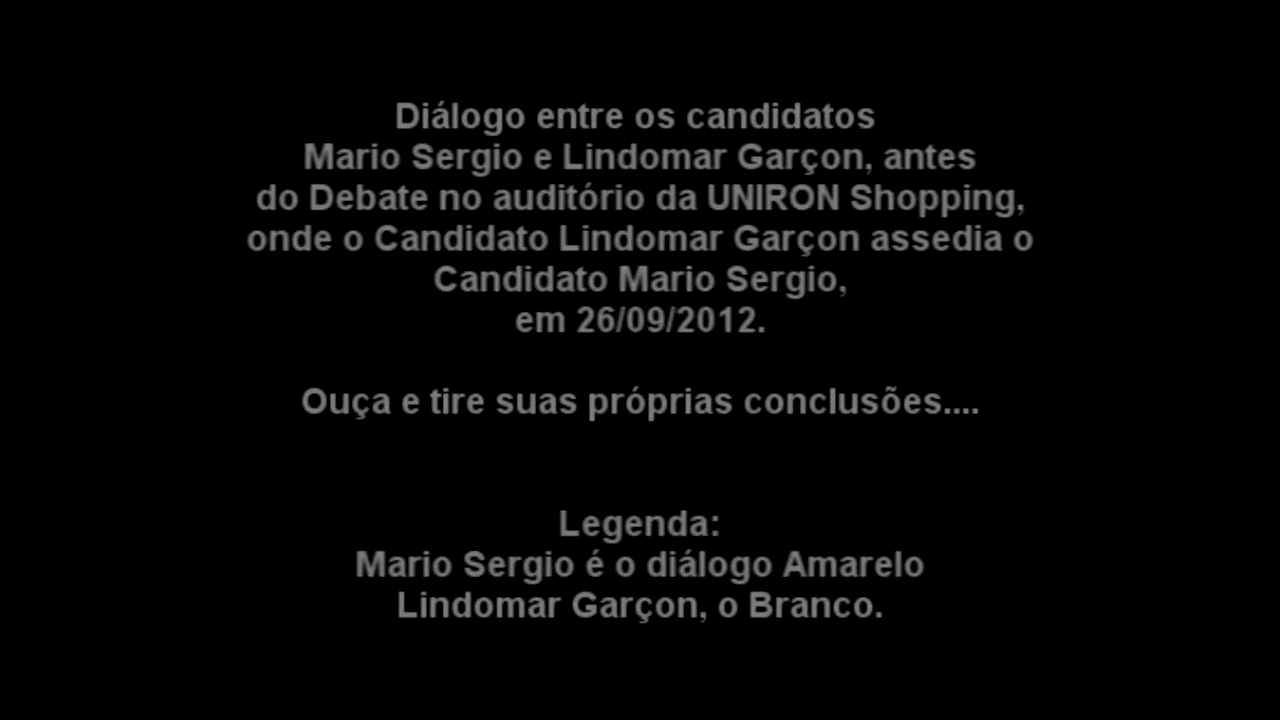 Diálogo entre os candidatos
Mario Sergio e Lindomar Garçon, antes
do Debate no auditório da UNIRON Shopping,
onde o Candidato Lindomar Garçon assedia o
Candidato Mario Sergio,
em 26/09/2012.
Ouça e tire suas próprias conclusões....
Legenda:
Mario Sergio é o diálogo Amarelo
Lindomar Garçon, o Branco.